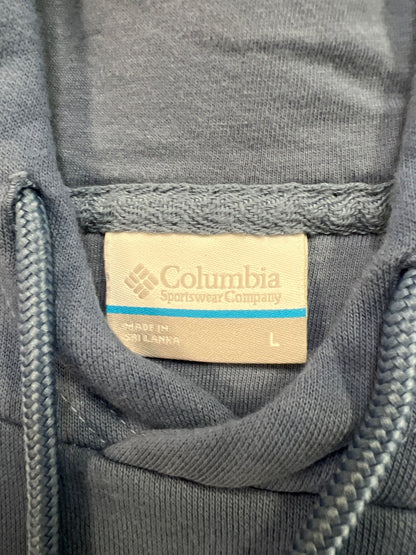 Columbia
Sportswear Company
MADE IN
SRI LANKA
L